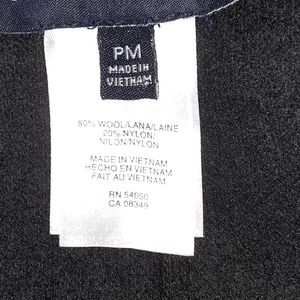 PM
MADE IN
VIETNAM
80% WOOL/LANA/LAINE
20% NYLON/
NILON/NYLON
MADE IN VIETNAM
HECHO EN VIETNAM
FAIT AU VIETNAM
RN 54050
CA 08349